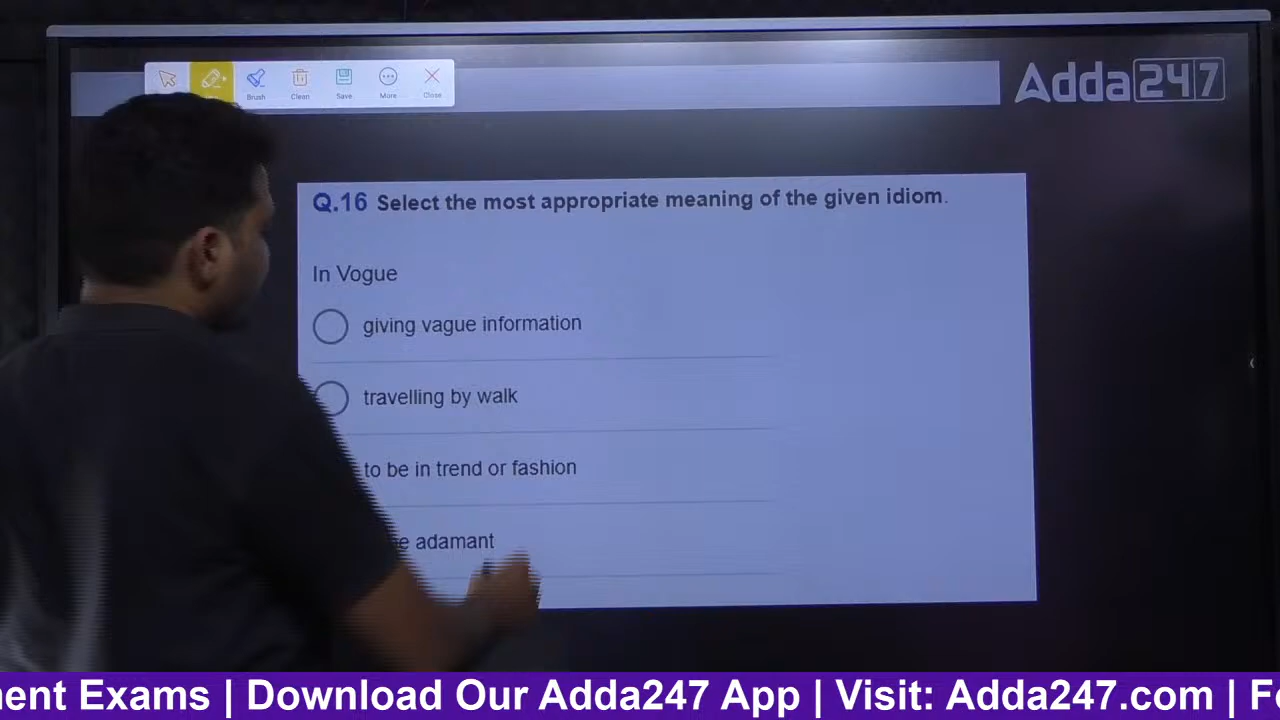 Brush
Clean
Save
More
Close
Adda247
Q.16 Select the most appropriate meaning of the given idiom.
In Vogue
giving vague information
travelling by walk
to be in trend or fashion
adamant
Exams | Download Our Adda247 App | Visit: Adda247.com |